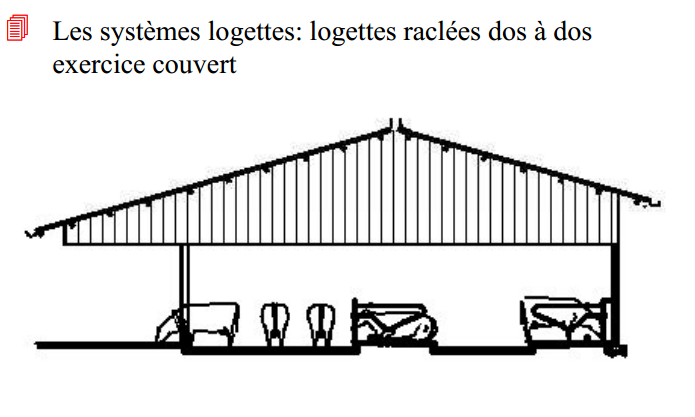 Les systèmes logettes: logettes raclées dos à dos
exercice couvert